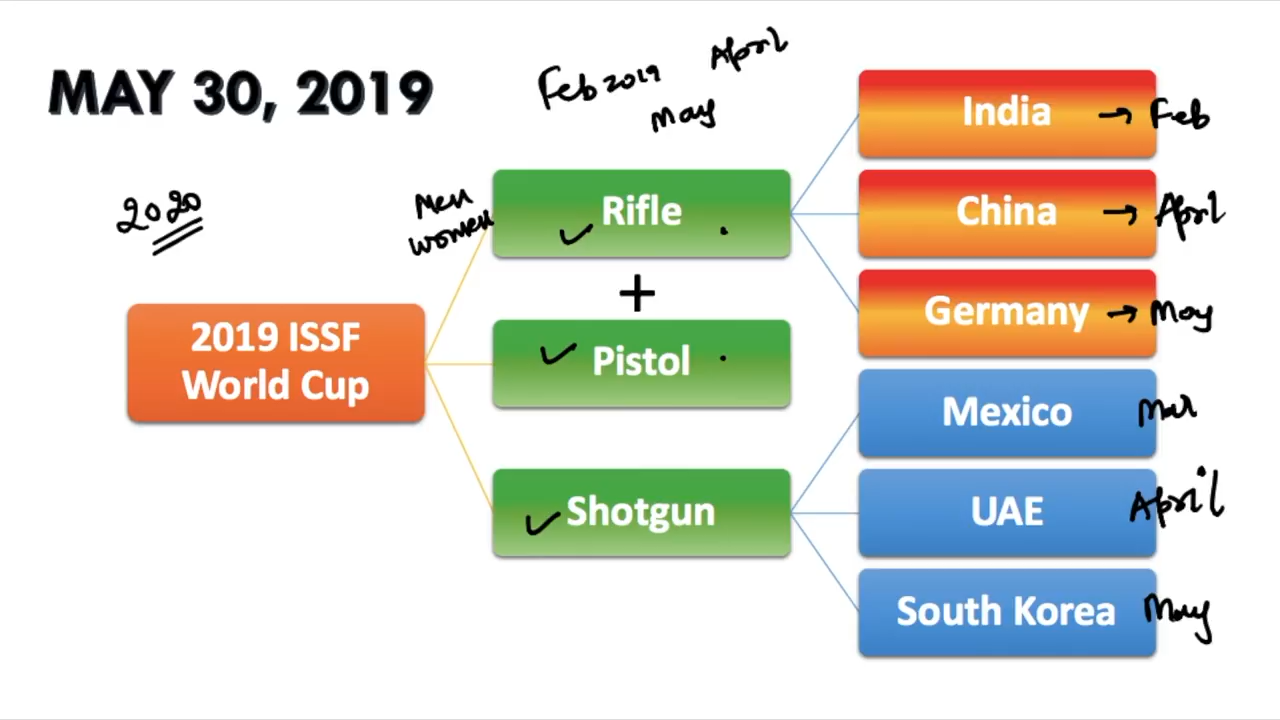 MAY 30, 2019
Feb 2019
April
May
2020
Men
women
2019 ISSF
World Cup
Rifle
+
Pistol
Shotgun
India → Feb
China → April
Germany → May
Mexico Mar
UAE April
South Korea May